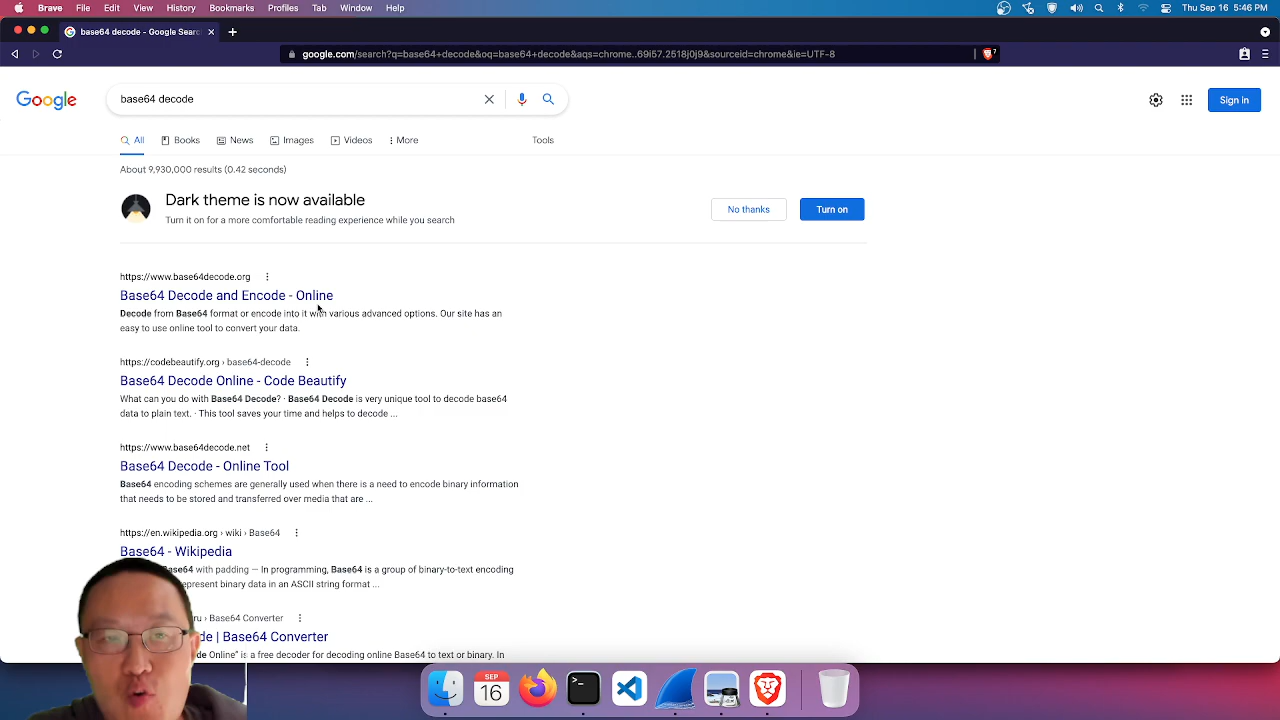 Brave File Edit View History Bookmarks Profiles Tab Window Help Thu Sep 16 5:46 PM
base64 decode - Google Searc
google.com/search?q=base64+decode&oq=base64+decode&aqs=chrome..69i57.2518j0j9&sourceid=chrome&ie=UTF-8
7
Google base64 decode Sign in
All Books News Images Videos More Tools
About 9,930,000 results (0.42 seconds)
Dark theme is now available
Turn it on for a more comfortable reading experience while you search
No thanks Turn on
https://www.base64decode.org
Base64 Decode and Encode - Online
Decode from Base64 format or encode into it with various advanced options. Our site has an
easy to use online tool to convert your data.
https://codebeautify.org › base64-decode
Base64 Decode Online - Code Beautify
What can you do with Base64 Decode? · Base64 Decode is very unique tool to decode base64
data to plain text. · This tool saves your time and helps to decode ...
https://www.base64decode.net
Base64 Decode - Online Tool
Base64 encoding schemes are generally used when there is a need to encode binary information
that needs to be stored and transferred over media that are ...
https://en.wikipedia.org › wiki › Base64
Base64 - Wikipedia
Base64 with padding — In programming, Base64 is a group of binary-to-text encoding
represent binary data in an ASCII string format ...
ru › Base64 Converter
de | Base64 Converter
de Online" is a free decoder for decoding online Base64 to text or binary. In
SEP
16
>_